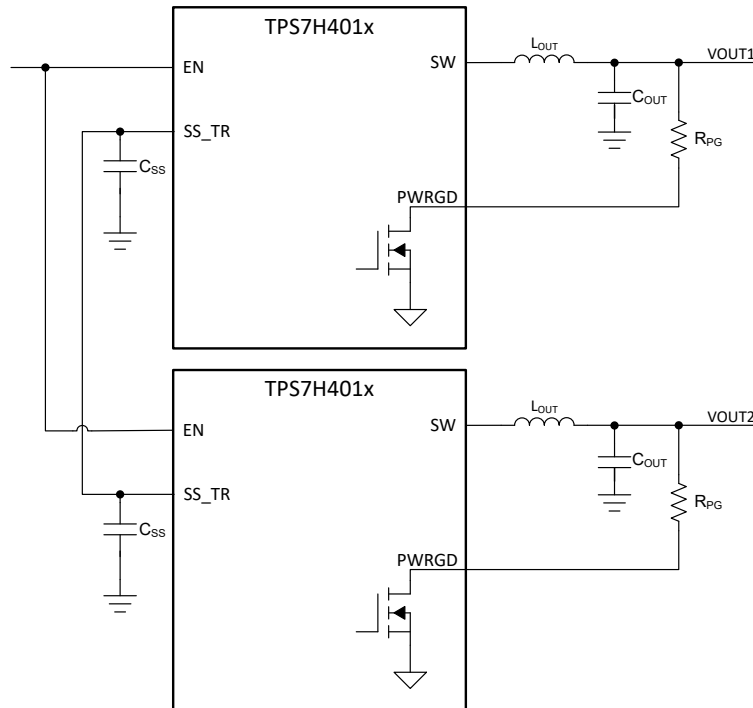 TPS7H401x
EN
SW
LOUT
VOUT1
COUT
SS_TR
CSS
RPG
PWRGD
TPS7H401x
EN
SW
LOUT
VOUT2
COUT
SS_TR
CSS
RPG
PWRGD